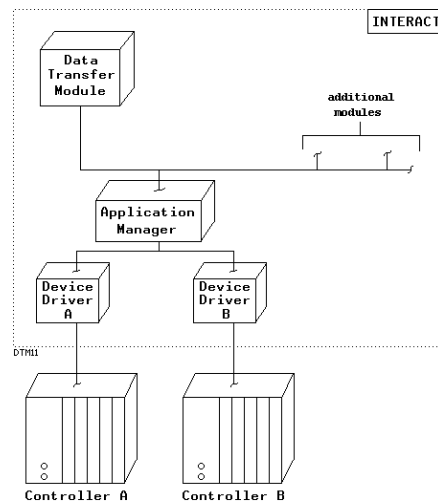 INTERACT
Data
Transfer
Module
additional
modules
Application
Manager
Device
Driver
A
Device
Driver
B
DTM11
Controller A
Controller B